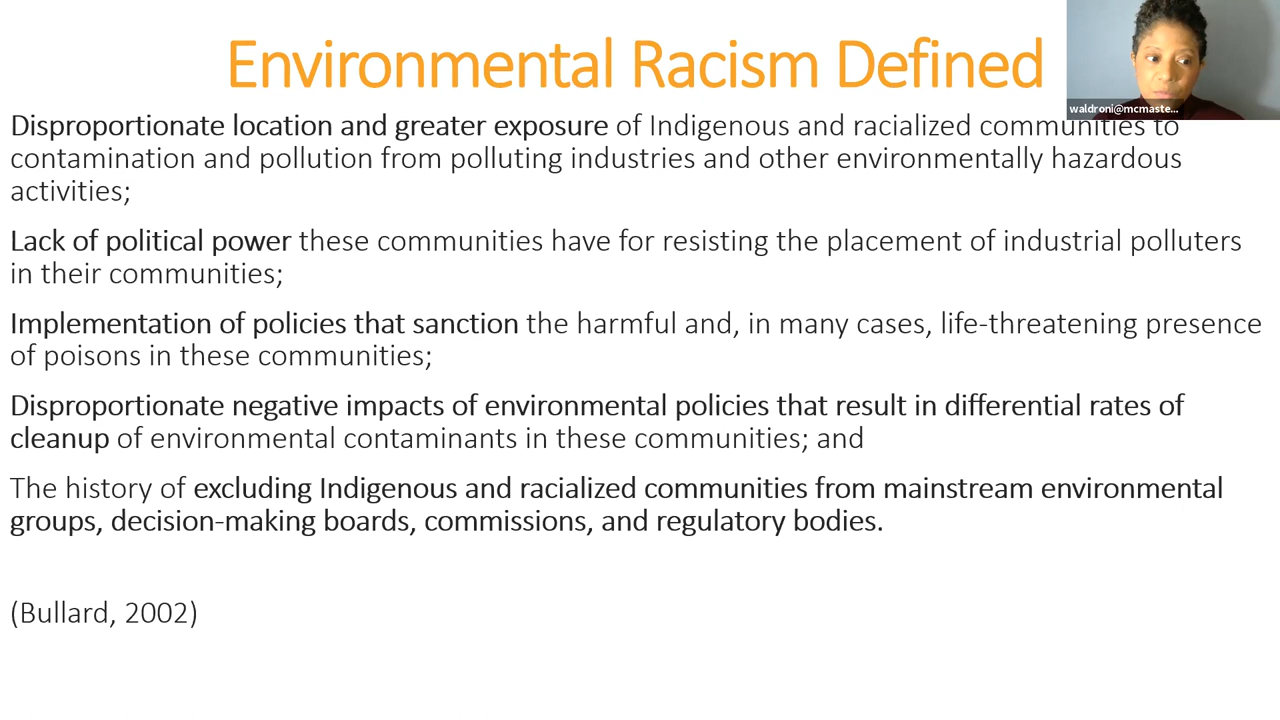 Environmental Racism Defined
waldroni@mcmaste...
Disproportionate location and greater exposure of Indigenous and racialized communities to
contamination and pollution from polluting industries and other environmentally hazardous
activities;
Lack of political power these communities have for resisting the placement of industrial polluters
in their communities;
Implementation of policies that sanction the harmful and, in many cases, life-threatening presence
of poisons in these communities;
Disproportionate negative impacts of environmental policies that result in differential rates of
cleanup of environmental contaminants in these communities; and
The history of excluding Indigenous and racialized communities from mainstream environmental
groups, decision-making boards, commissions, and regulatory bodies.
(Bullard, 2002)